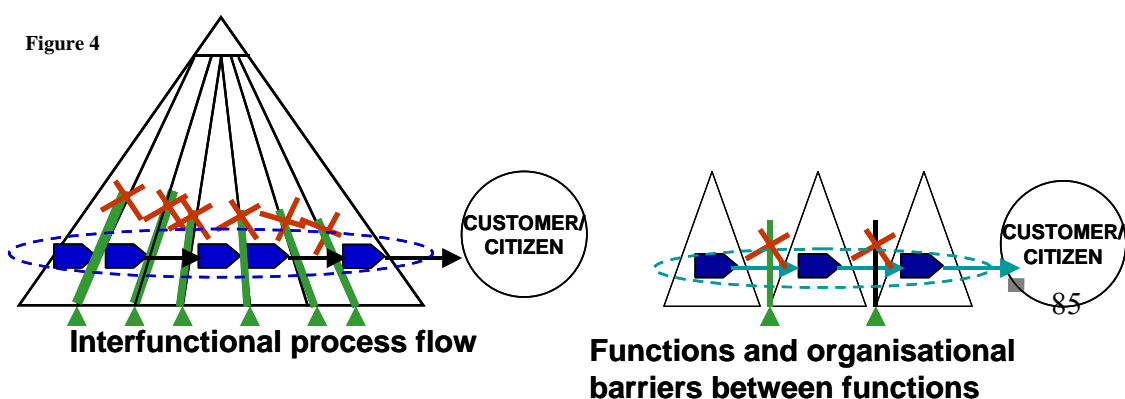 Figure 4
CUSTOMER/
CITIZEN
Interfunctional process flow
CUSTOMER/
CITIZEN
85
Functions and organisational
barriers between functions